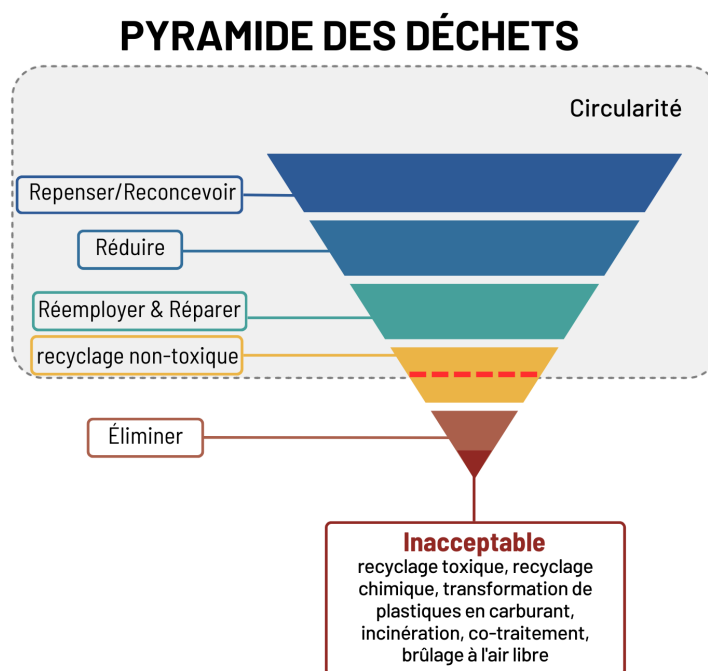 PYRAMIDE DES DÉCHETS
Circularité
Repenser/Reconcevoir
Réduire
Réemployer & Réparer
recyclage non-toxique
Éliminer
Inacceptable
recyclage toxique, recyclage
chimique, transformation de
plastiques en carburant,
incinération, co-traitement,
brûlage à l'air libre